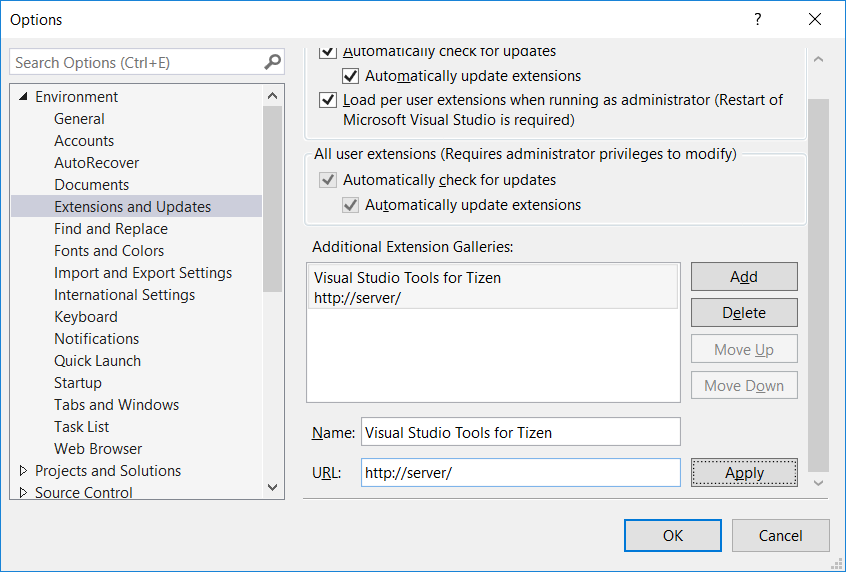 Options
?
Search Options (Ctrl+E)
Environment
General
Accounts
AutoRecover
Documents
Extensions and Updates
Find and Replace
Fonts and Colors
Import and Export Settings
International Settings
Keyboard
Notifications
Quick Launch
Startup
Tabs and Windows
Task List
Web Browser
Projects and Solutions
Source Control
Automatically check for updates
Automatically update extensions
Load per user extensions when running as administrator (Restart of
Microsoft Visual Studio is required)
All user extensions (Requires administrator privileges to modify)
Automatically check for updates
Automatically update extensions
Additional Extension Galleries:
Visual Studio Tools for Tizen
http://server/
Add
Delete
Move Up
Move Down
Name: Visual Studio Tools for Tizen
URL: http://server/ Apply
OK Cancel